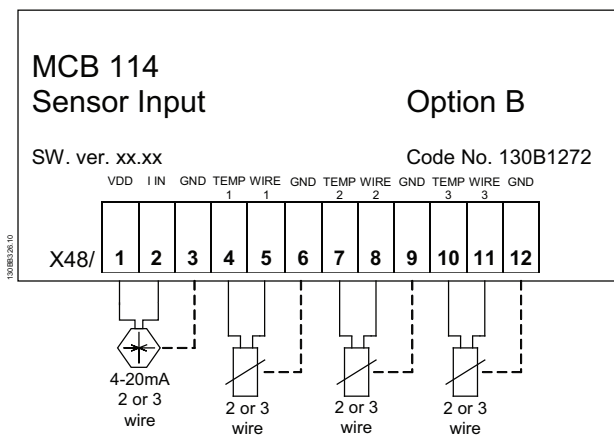 MCB 114
Sensor Input Option B
SW. ver. xx.xx Code No. 130B1272
VDD I IN GND TEMP WIRE GND TEMP WIRE GND TEMP WIRE GND
1 1 2 2 3 3
X48/ 1 2 3 4 5 6 7 8 9 10 11 12
130BB326.10
4-20mA
2 or 3
wire
2 or 3
wire
2 or 3
wire
2 or 3
wire